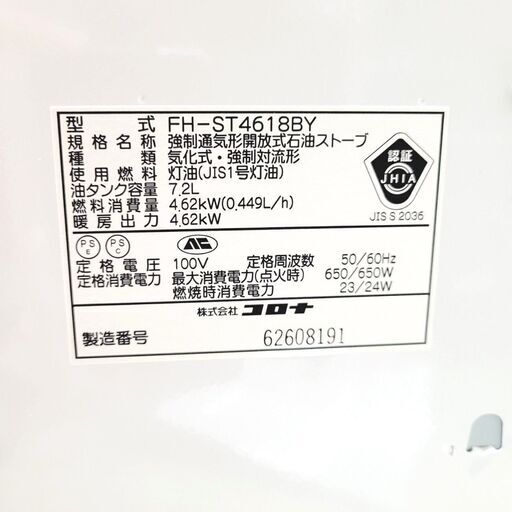 型式 FH-ST4618BY
規格名称 強制通気形開放式石油ストーブ
種類 気化式・強制対流形
使用燃料 灯油(JIS1号灯油)
油タンク容量 7.2L
燃料消費量 4.62kW(0.449L/h)
暖房出力 4.62kW
認証
JHIA
JIS S 2036
PS E
PS C
定格電圧 100V 定格周波数 50/60Hz
定格消費電力 最大消費電力(点火時) 650/650W
燃焼時消費電力 23/24W
株式会社 コロナ
製造番号 62608191